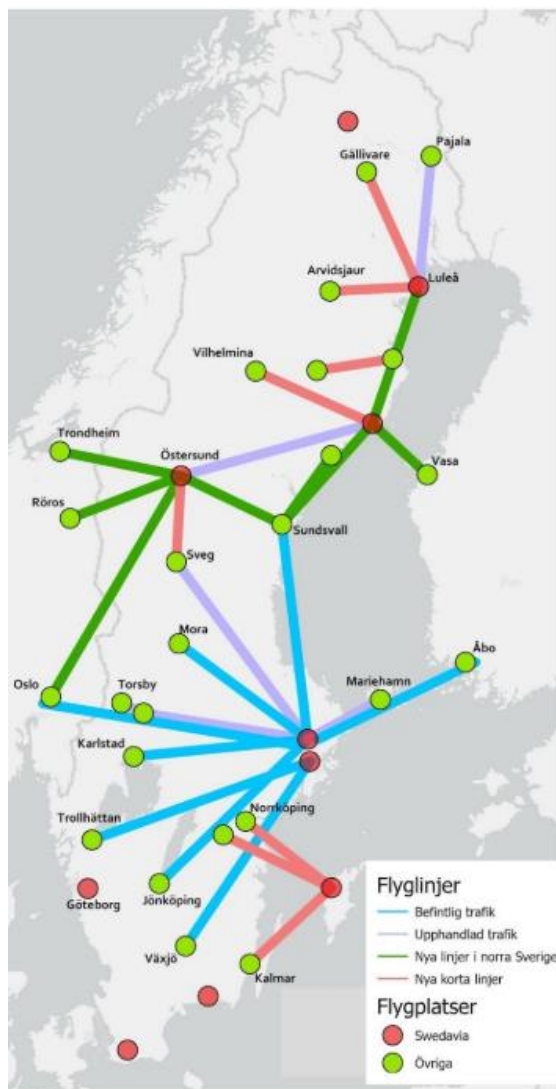 Pajala
Gällivare
Arvidsjaur
Luleå
Vilhelmina
Trondheim
Östersund
Vasa
Röros
Sundsvall
Sveg
Mora
Åbo
Oslo
Torsby
Mariehamn
Karlstad
Norrköping
Trollhättan
Göteborg
Jönköping
Växjö
Kalmar
Flyglinjer
Befintlig trafik
Upphandlad trafik
Nya linjer i norra Sverige
Nya korta linjer
Flygplatser
Swedavia
Övriga